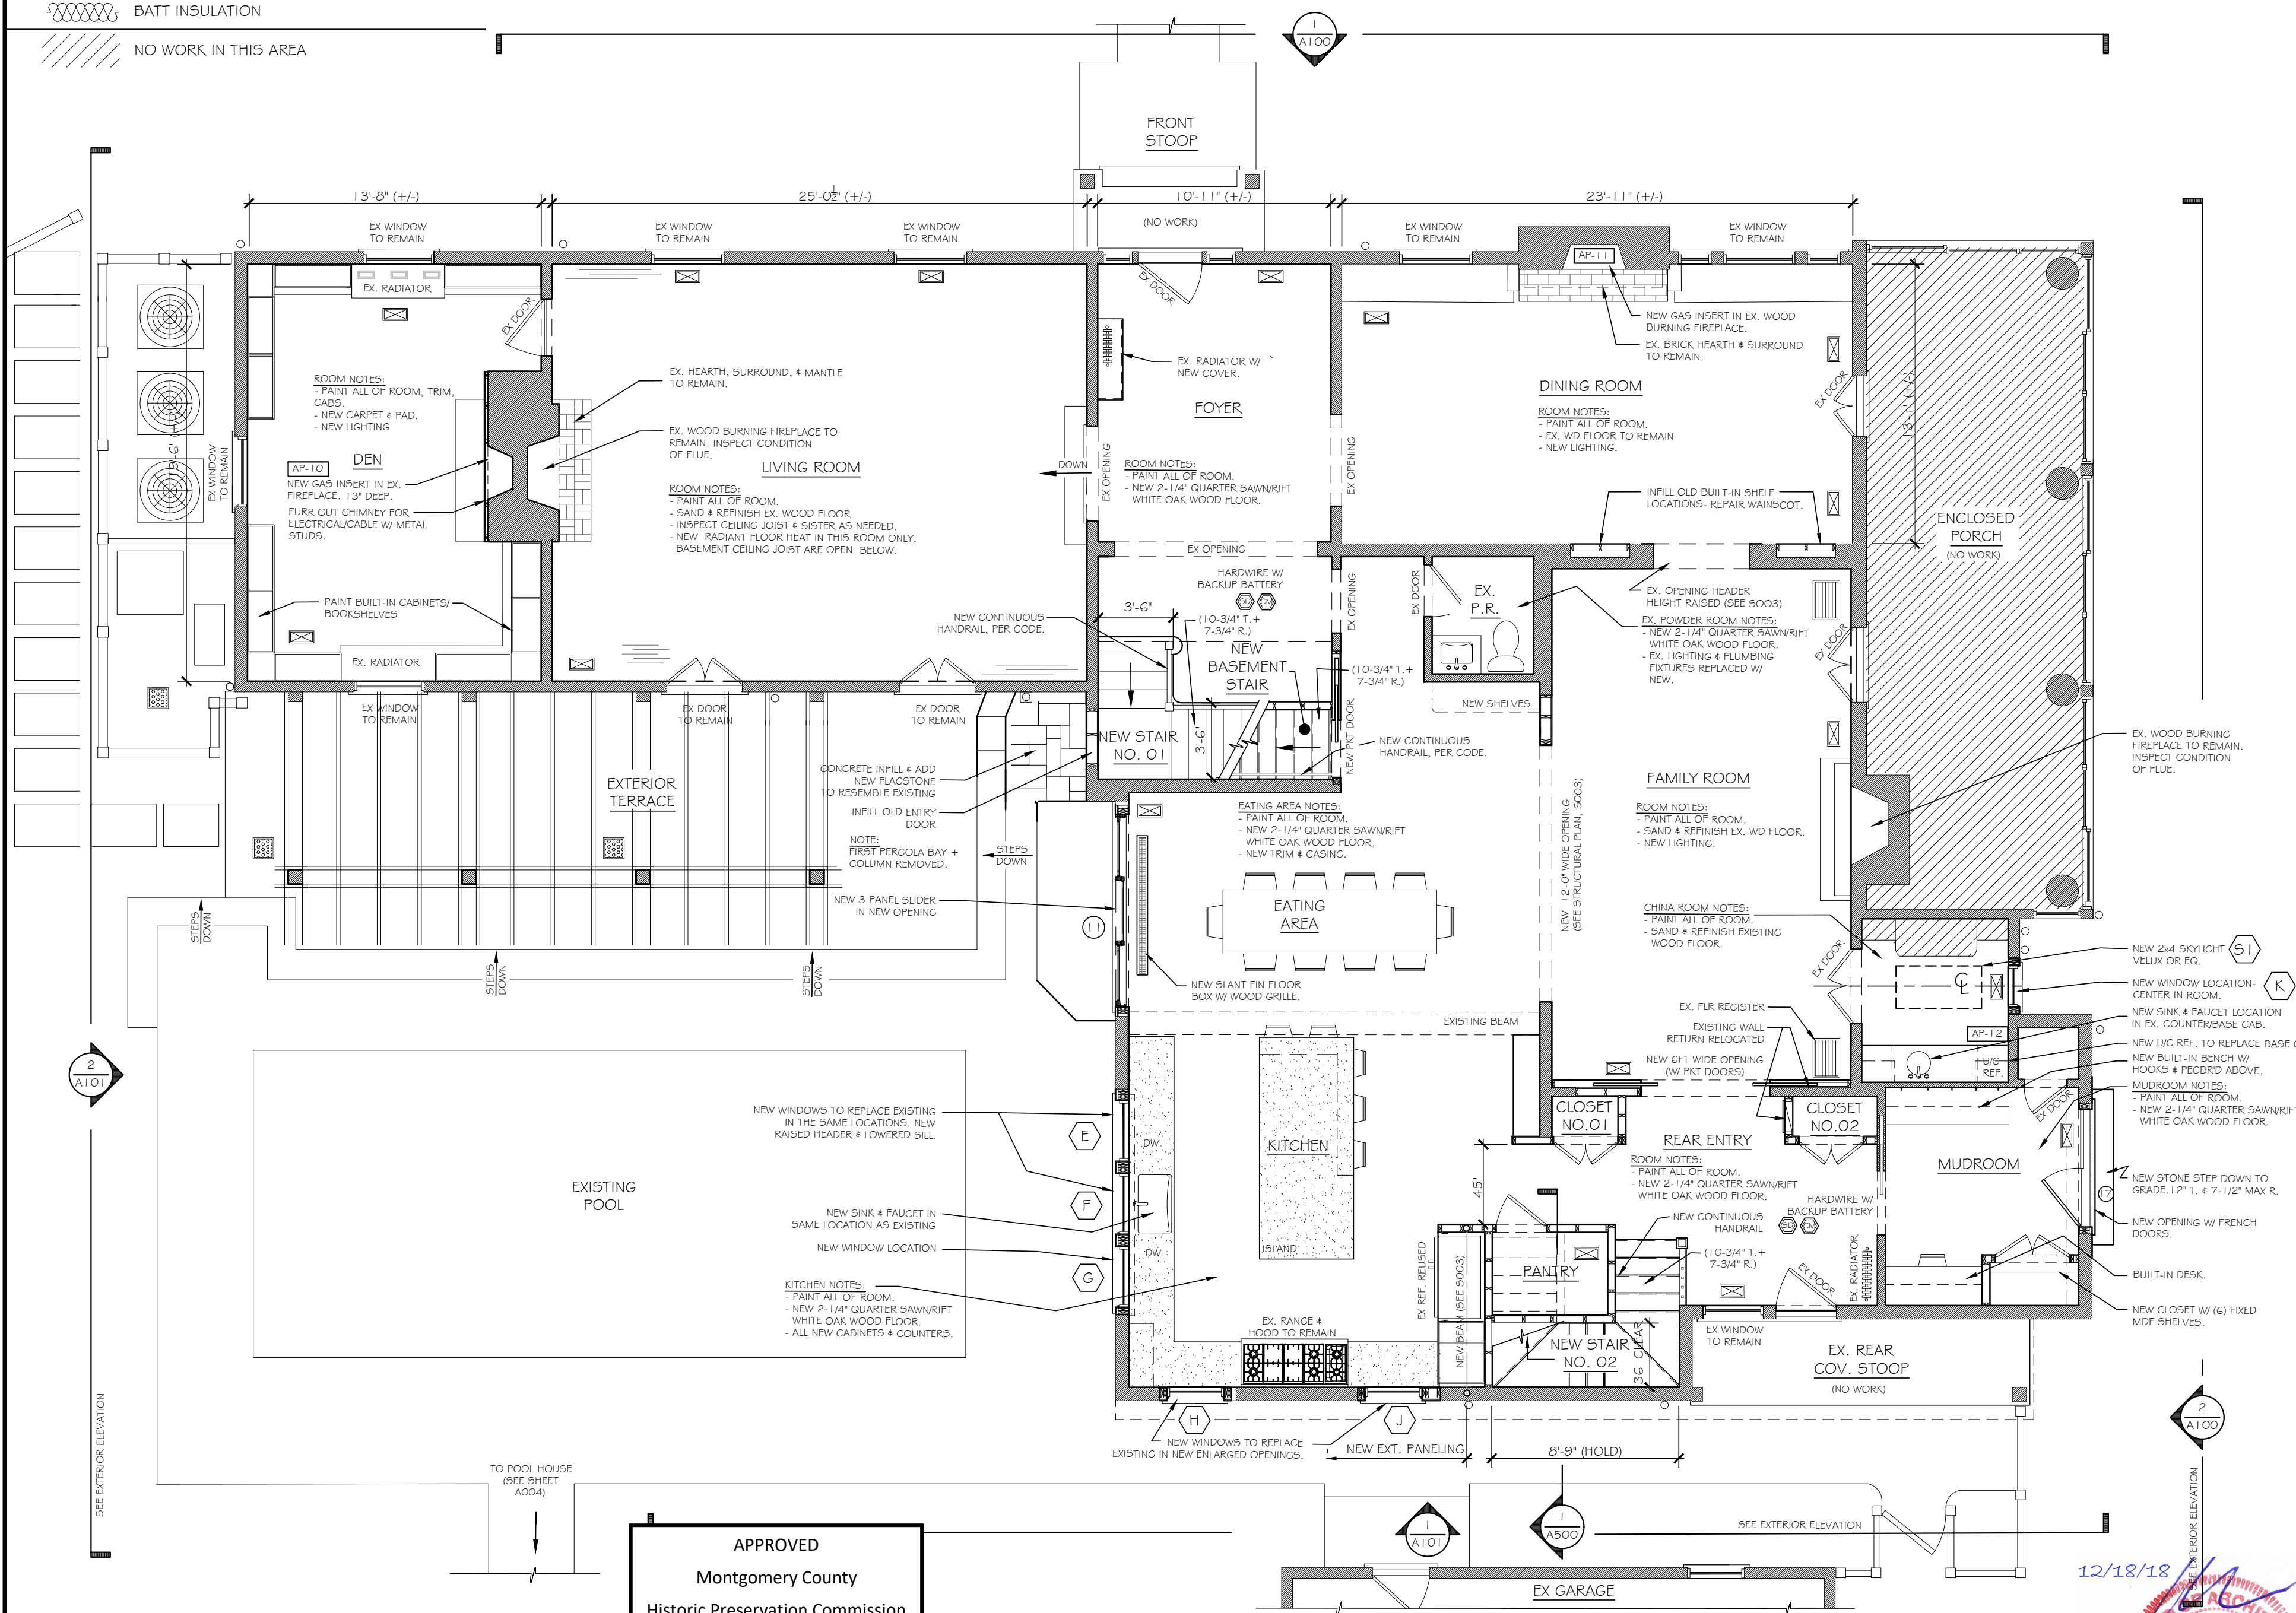 BATT INSULATION
NO WORK IN THIS AREA
1
A100
FRONT
STOOP
13'-8" (+/-)
25'-0½" (+/-)
10'-11" (+/-)
23'-11" (+/-)
(NO WORK)
EX WINDOW
TO REMAIN
EX WINDOW
TO REMAIN
EX WINDOW
TO REMAIN
EX WINDOW
TO REMAIN
EX WINDOW
TO REMAIN
EX. RADIATOR
EX DOOR
ROOM NOTES:
- PAINT ALL OF ROOM, TRIM,
CABS.
- NEW CARPET & PAD.
- NEW LIGHTING
EX WINDOW
TO REMAIN
AP-10
DEN
NEW GAS INSERT IN EX.
FIREPLACE. 13" DEEP.
FURR OUT CHIMNEY FOR
ELECTRICAL/CABLE W/ METAL
STUDS.
PAINT BUILT-IN CABINETS/
BOOKSHELVES
EX. RADIATOR
EX WINDOW
TO REMAIN
EX. HEARTH, SURROUND, & MANTLE
TO REMAIN.
EX. WOOD BURNING FIREPLACE TO
REMAIN. INSPECT CONDITION
OF FLUE.
LIVING ROOM
ROOM NOTES:
- PAINT ALL OF ROOM.
- SAND & REFINISH EX. WOOD FLOOR
- INSPECT CEILING JOIST & SISTER AS NEEDED.
- NEW RADIANT FLOOR HEAT IN THIS ROOM ONLY.
BASEMENT CEILING JOIST ARE OPEN BELOW.
EX DOOR
TO REMAIN
EX DOOR
TO REMAIN
EX DOOR
EX. RADIATOR W/
NEW COVER.
FOYER
DOWN
EX OPENING
ROOM NOTES:
- PAINT ALL OF ROOM.
- NEW 2-1/4" QUARTER SAWN/RIFT
WHITE OAK WOOD FLOOR.
EX OPENING
EX OPENING
HARDWIRE W/
BACKUP BATTERY
SD
CM
EX OPENING
3'-6"
(10-3/4" T.+
7-3/4" R.)
NEW CONTINUOUS
HANDRAIL, PER CODE.
NEW
BASEMENT
STAIR
(10-3/4" T.+
7-3/4" R.)
NEW STAIR
NO. 01
3'-6"
NEW PKT DOOR
NEW CONTINUOUS
HANDRAIL, PER CODE.
AP-11
NEW GAS INSERT IN EX. WOOD
BURNING FIREPLACE.
EX. BRICK HEARTH & SURROUND
TO REMAIN.
DINING ROOM
ROOM NOTES:
- PAINT ALL OF ROOM.
- EX. WD FLOOR TO REMAIN
- NEW LIGHTING.
EX DOOR
13'-1" (+/-)
INFILL OLD BUILT-IN SHELF
LOCATIONS- REPAIR WAINSCOT.
ENCLOSED
PORCH
(NO WORK)
EX DOOR
EX.
P.R.
EX. OPENING HEADER
HEIGHT RAISED (SEE S003)
EX. POWDER ROOM NOTES:
- NEW 2-1/4" QUARTER SAWN/RIFT
WHITE OAK WOOD FLOOR.
- EX. LIGHTING & PLUMBING
FIXTURES REPLACED W/
NEW.
EX DOOR
NEW SHELVES
EX. WOOD BURNING
FIREPLACE TO REMAIN.
INSPECT CONDITION
OF FLUE.
EXTERIOR
TERRACE
CONCRETE INFILL & ADD
NEW FLAGSTONE
TO RESEMBLE EXISTING
INFILL OLD ENTRY
DOOR
NOTE:
FIRST PERGOLA BAY +
COLUMN REMOVED.
STEPS
DOWN
NEW 3 PANEL SLIDER
IN NEW OPENING
11
STEPS
DOWN
STEPS
DOWN
STEPS
DOWN
EATING AREA NOTES:
- PAINT ALL OF ROOM.
- NEW 2-1/4" QUARTER SAWN/RIFT
WHITE OAK WOOD FLOOR.
- NEW TRIM & CASING.
EATING
AREA
NEW SLANT FIN FLOOR
BOX W/ WOOD GRILLE.
NEW 12'-0" WIDE OPENING
(SEE STRUCTURAL PLAN, S003)
FAMILY ROOM
ROOM NOTES:
- PAINT ALL OF ROOM.
- SAND & REFINISH EX. WD FLOOR.
- NEW LIGHTING.
CHINA ROOM NOTES:
- PAINT ALL OF ROOM.
- SAND & REFINISH EXISTING
WOOD FLOOR.
EX DOOR
NEW 2x4 SKYLIGHT
VELUX OR EQ.
S1
NEW WINDOW LOCATION-
CENTER IN ROOM.
K
NEW SINK & FAUCET LOCATION
IN EX. COUNTER/BASE CAB.
AP-12
U/C
REF.
NEW U/C REF. TO REPLACE BASE
NEW BUILT-IN BENCH W/
HOOKS & PEGBR'D ABOVE.
MUDROOM NOTES:
- PAINT ALL OF ROOM.
- NEW 2-1/4" QUARTER SAWN/RIFT
WHITE OAK WOOD FLOOR.
EXISTING BEAM
EX. FLR REGISTER
EXISTING WALL
RETURN RELOCATED
NEW 6FT WIDE OPENING
(W/ PKT DOORS)
2
A101
EXISTING
POOL
NEW WINDOWS TO REPLACE EXISTING
IN THE SAME LOCATIONS. NEW
RAISED HEADER & LOWERED SILL.
E
F
NEW SINK & FAUCET IN
SAME LOCATION AS EXISTING
NEW WINDOW LOCATION
G
KITCHEN NOTES:
- PAINT ALL OF ROOM.
- NEW 2-1/4" QUARTER SAWN/RIFT
WHITE OAK WOOD FLOOR.
- ALL NEW CABINETS & COUNTERS.
DW
DW
KITCHEN
ISLAND
EX. RANGE &
HOOD TO REMAIN
EX REF. REUSED
NEW BEAM (SEE S003)
CLOSET
NO.01
CLOSET
NO.02
REAR ENTRY
ROOM NOTES:
- PAINT ALL OF ROOM.
- NEW 2-1/4" QUARTER SAWN/RIFT
WHITE OAK WOOD FLOOR.
45"
HARDWIRE W/
BACKUP BATTERY
SD
CM
NEW CONTINUOUS
HANDRAIL
(10-3/4" T.+
7-3/4" R.)
PANTRY
EX. RADIATOR
EX DOOR
NEW STAIR
NO. 02
36" CLEAR
EX WINDOW
TO REMAIN
EX. REAR
COV. STOOP
(NO WORK)
EX DOOR
MUDROOM
17
NEW STONE STEP DOWN TO
GRADE. 12" T. & 7-1/2" MAX R.
NEW OPENING W/ FRENCH
DOORS.
BUILT-IN DESK.
NEW CLOSET W/ (6) FIXED
MDF SHELVES.
2
A100
H
J
NEW WINDOWS TO REPLACE
EXISTING IN NEW ENLARGED OPENINGS.
NEW EXT. PANELING
8'-9" (HOLD)
SEE EXTERIOR ELEVATION
TO POOL HOUSE
(SEE SHEET
A004)
1
A101
1
A500
SEE EXTERIOR ELEVATION
SEE EXTERIOR ELEVATION
EX GARAGE
APPROVED
Montgomery County
Historic Preservation Commission
12/18/18